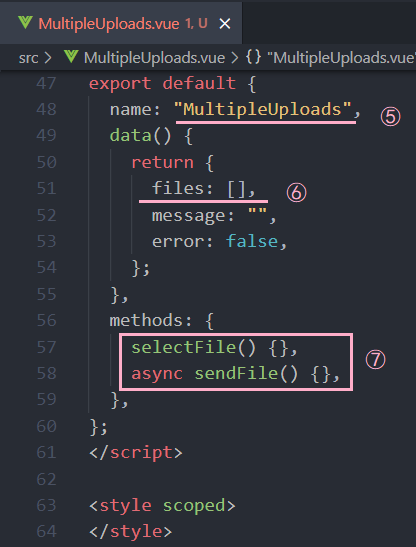 MultipleUploads.vue 1, U ×
src > MultipleUploads.vue > {} "MultipleUploads.vue"
47 export default {
48 name: "MultipleUploads", ⑤
49 data() {
50 return {
51 files: [], ⑥
52 message: "",
53 error: false,
54 };
55 },
56 methods: {
57 selectFile() {},
58 async sendFile() {}, ⑦
59 },
60 };
61 </script>
62
63 <style scoped>
64 </style>